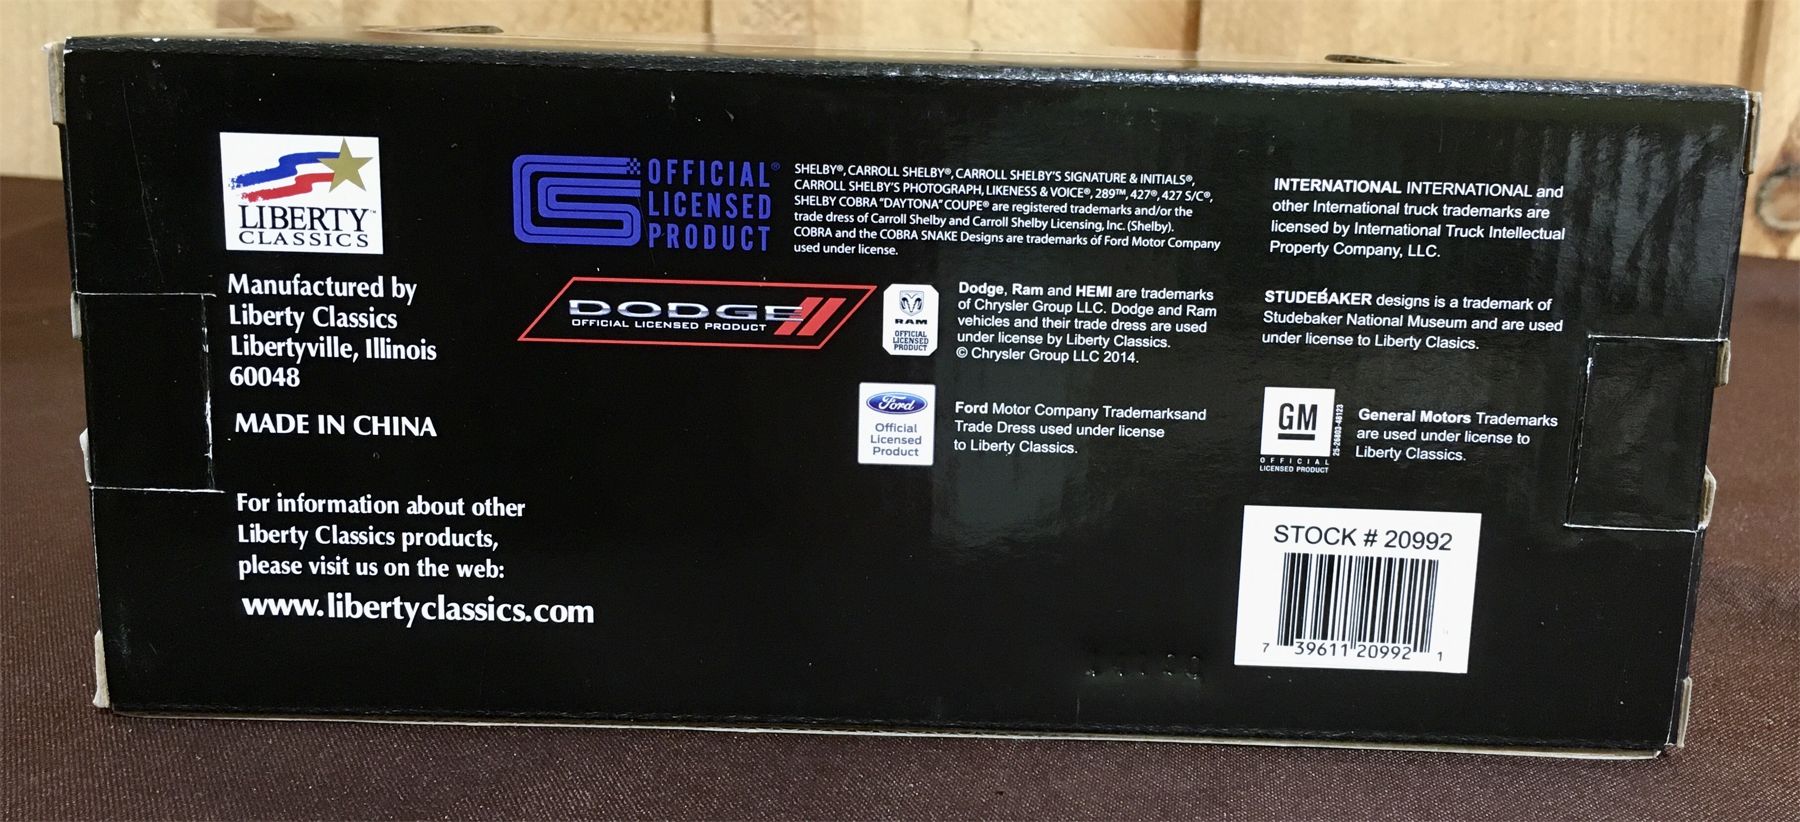 LIBERTY™
CLASSICS
Manufactured by
Liberty Classics
Libertyville, Illinois
60048
MADE IN CHINA
For information about other
Liberty Classics products,
please visit us on the web:
www.libertyclassics.com
OFFICIAL®
LICENSED
PRODUCT
SHELBY®, CARROLL SHELBY®, CARROLL SHELBY'S SIGNATURE & INITIALS®,
CARROLL SHELBY'S PHOTOGRAPH, LIKENESS & VOICE®, 289™, 427®, 427 S/C®,
SHELBY COBRA "DAYTONA" COUPE® are registered trademarks and/or the
trade dress of Carroll Shelby and Carroll Shelby Licensing, Inc. (Shelby).
COBRA and the COBRA SNAKE Designs are trademarks of Ford Motor Company
used under license.
DODGE
OFFICIAL LICENSED PRODUCT
RAM
OFFICIAL
LICENSED
PRODUCT
Dodge, Ram and HEMI are trademarks
of Chrysler Group LLC. Dodge and Ram
vehicles and their trade dress are used
under license by Liberty Classics.
© Chrysler Group LLC 2014.
Ford
Official
Licensed
Product
Ford Motor Company Trademarksand
Trade Dress used under license
to Liberty Classics.
INTERNATIONAL INTERNATIONAL and
other International truck trademarks are
licensed by International Truck Intellectual
Property Company, LLC.
STUDEBAKER designs is a trademark of
Studebaker National Museum and are used
under license to Liberty Clasics.
GM
OFFICIAL
LICENSED PRODUCT
25-26803-48123
General Motors Trademarks
are used under license to
Liberty Classics.
STOCK # 20992
7 39611 20992 1